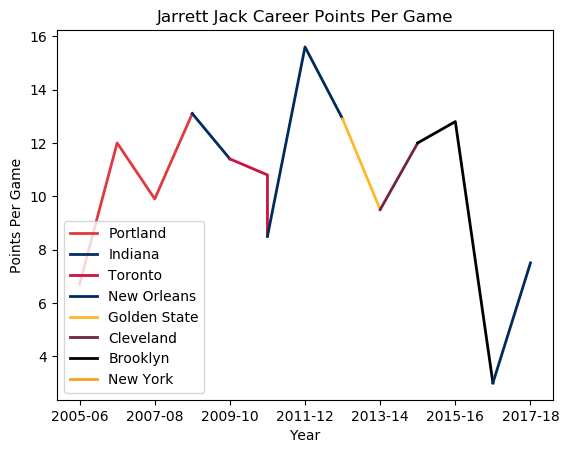 Jarrett Jack Career Points Per Game
Points Per Game
16
14
12
10
8
6
4
Portland
Indiana
Toronto
New Orleans
Golden State
Cleveland
Brooklyn
New York
2005-06 2007-08 2009-10 2011-12 2013-14 2015-16 2017-18
Year